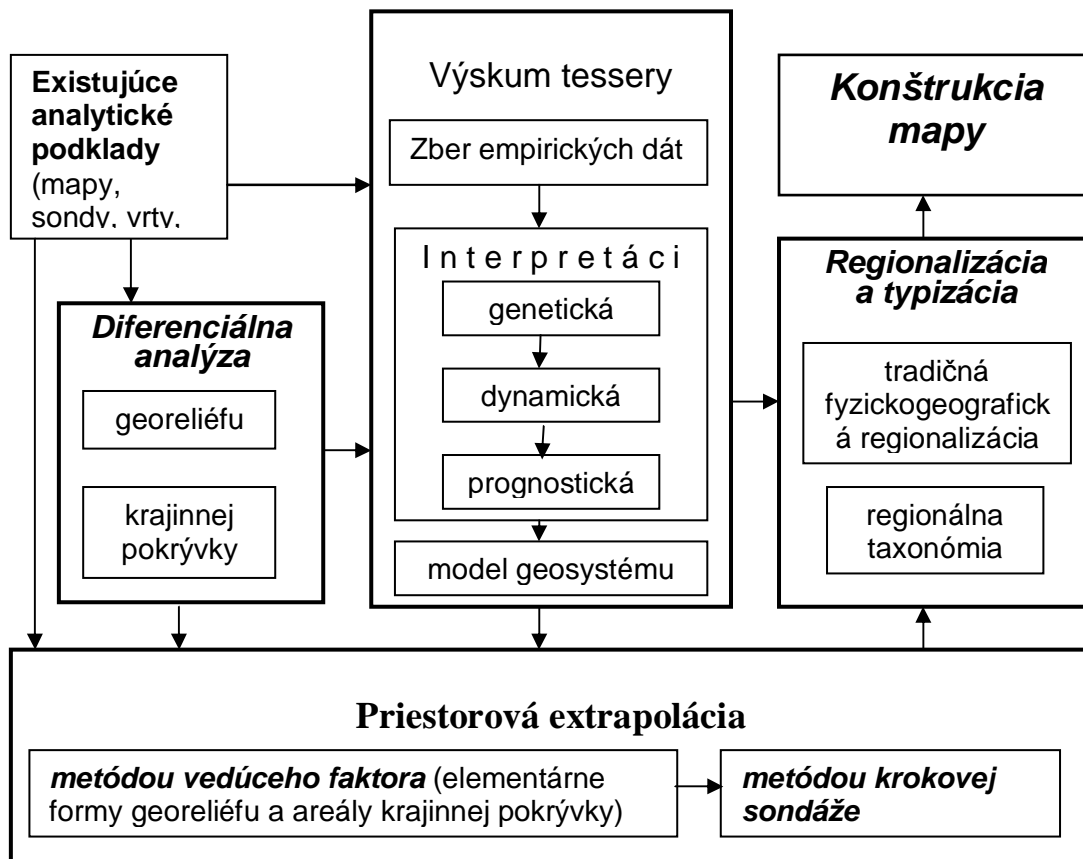 Existujúce
analytické
podklady
(mapy,
sondy, vrty,
Diferenciálna
analýza
georeliéfu
krajinnej
pokrývky
Výskum tessery
Zber empirických dát
I n t e r p r e t á c i
genetická
dynamická
prognostická
model geosystému
Konštrukcia
mapy
Regionalizácia
a typizácia
tradičná
fyzickogeografick
á regionalizácia
regionálna
taxonómia
Priestorová extrapolácia
metódou vedúceho faktora (elementárne
formy georeliéfu a areály krajinnej pokrývky)
metódou krokovej
sondáže